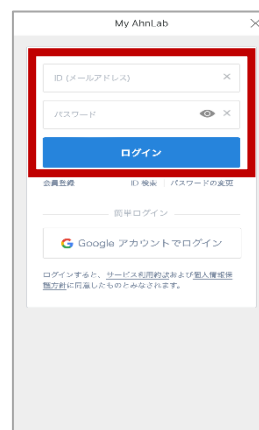 My AhnLab
ID (メールアドレス)
パスワード
ログイン
会員登録 ID 検索 | パスワードの変更
簡単ログイン
Google アカウントでログイン
ログインすると、サービス利用約款および個人情報保
護方針に同意したものとみなされます。